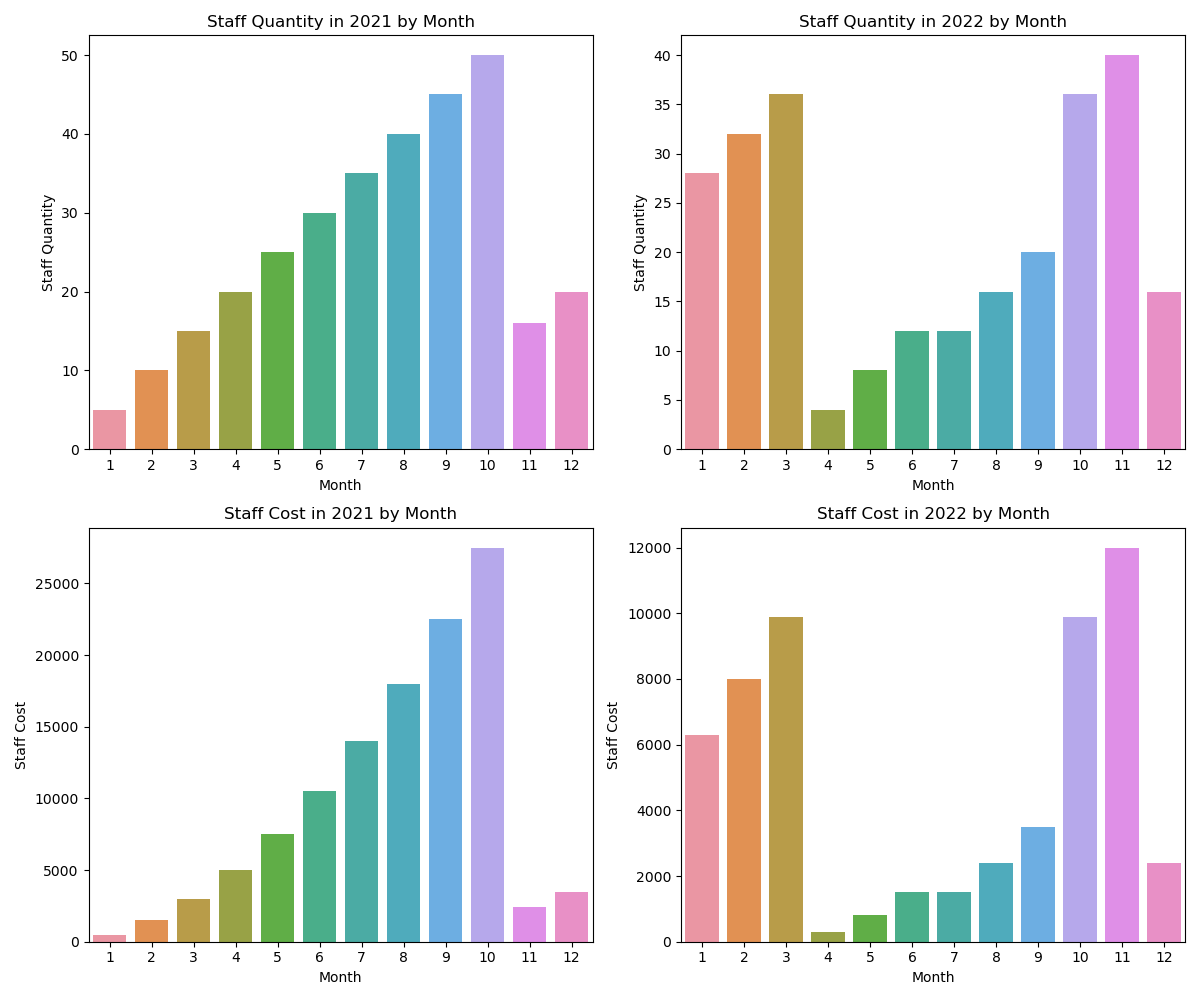 Staff Quantity in 2021 by Month
50
40
30
20
10
0
Staff Quantity
1 2 3 4 5 6 7 8 9 10 11 12
Month
Staff Quantity in 2022 by Month
40
35
30
25
20
15
10
5
0
Staff Quantity
1 2 3 4 5 6 7 8 9 10 11 12
Month
Staff Cost in 2021 by Month
25000
20000
15000
10000
5000
0
Staff Cost
1 2 3 4 5 6 7 8 9 10 11 12
Month
Staff Cost in 2022 by Month
12000
10000
8000
6000
4000
2000
0
Staff Cost
1 2 3 4 5 6 7 8 9 10 11 12
Month